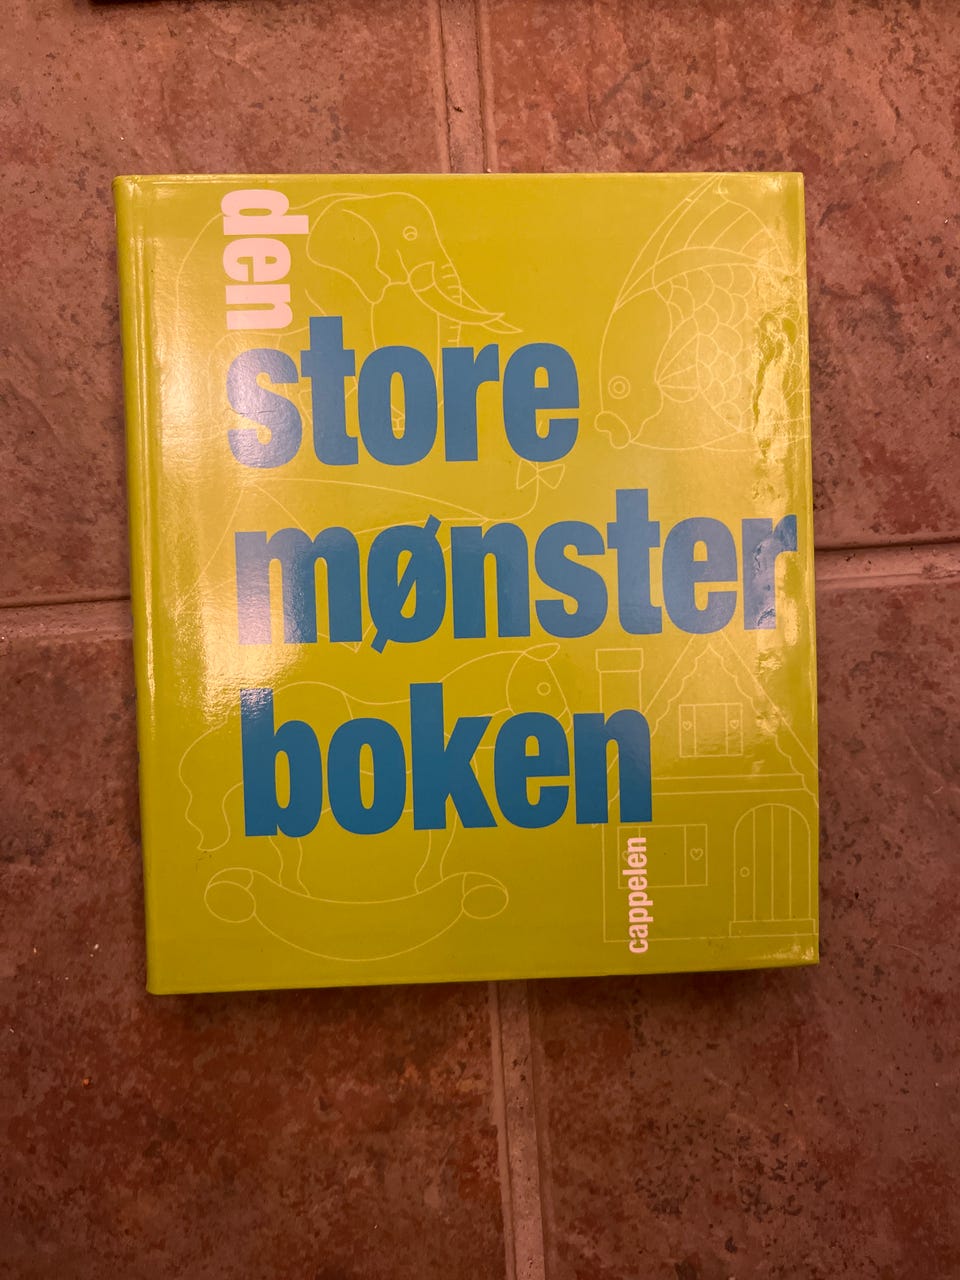 den
store
mønster
boken
cappelen